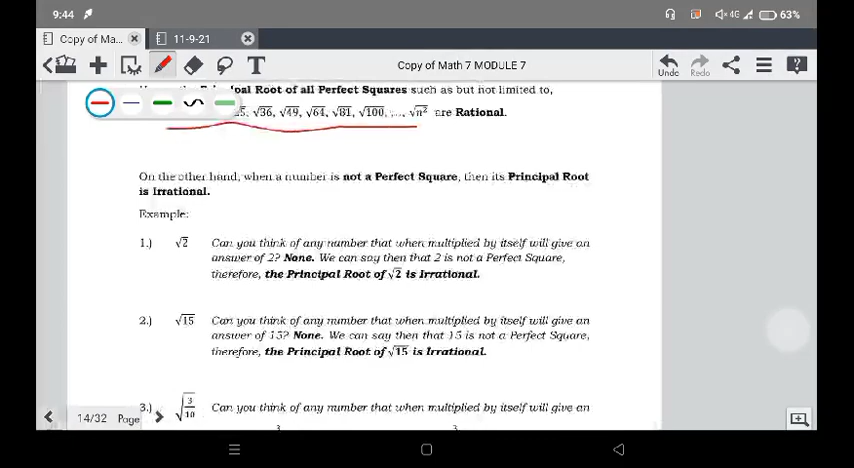 9:44
4G
63%
Copy of Ma...
11-9-21
T
Copy of Math 7 MODULE 7
Undo
Redo
Root of all Perfect Squares such as but not limited to,
√36, √49, √64, √81, √100, ..., √n² are Rational.
On the other hand, when a number is not a Perfect Square, then its Principal Root
is Irrational.
Example:
1.) √2 Can you think of any number that when multiplied by itself will give an
answer of 2? None. We can say then that 2 is not a Perfect Square,
therefore, the Principal Root of √2 is Irrational.
2.) √15 Can you think of any number that when multiplied by itself will give an
answer of 15? None. We can say then that 15 is not a Perfect Square,
therefore, the Principal Root of √15 is Irrational.
3.) √3/10 Can you think of any number that when multiplied by itself will give an
14/32 Page